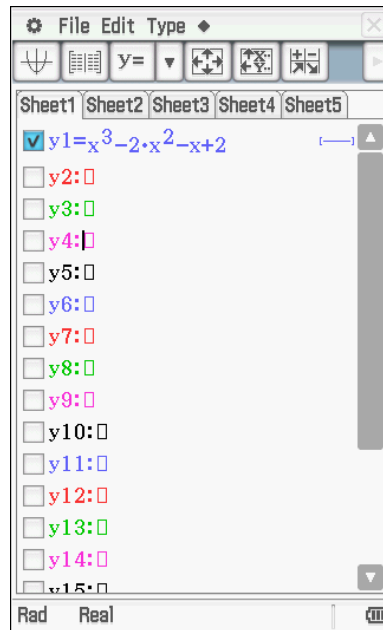 File Edit Type ◆
Y=
Sheet1 Sheet2 Sheet3 Sheet4 Sheet5
y1=x³-2·x²-x+2
y2:▯
y3:▯
y4:▯
y5:▯
y6:▯
y7:▯
y8:▯
y9:▯
y10:▯
y11:▯
y12:▯
y13:▯
y14:▯
y15:▯
Rad Real